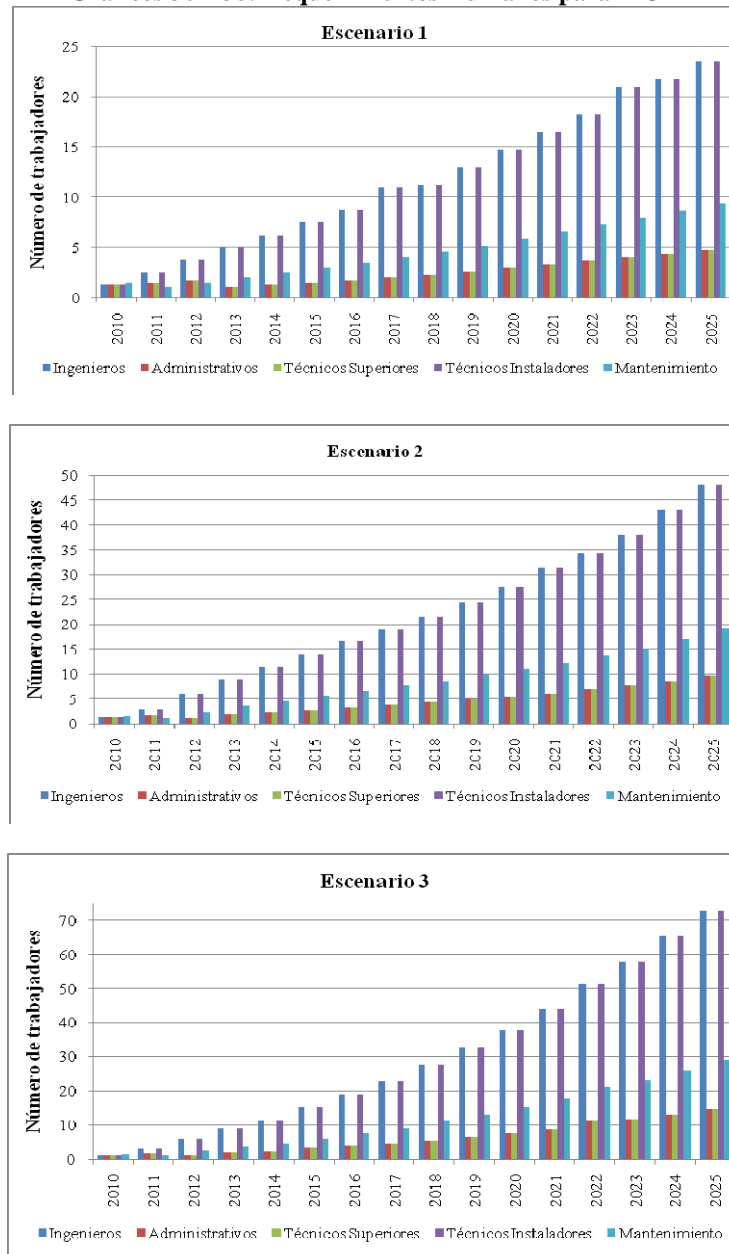 Escenario 1
Número de trabajadores
25
20
15
10
5
0
2010 2011 2012 2013 2014 2015 2016 2017 2018 2019 2020 2021 2022 2023 2024 2025
Ingenieros Administrativos Técnicos Superiores Técnicos Instaladores Mantenimiento
Escenario 2
Número de trabajadores
50
45
40
35
30
25
20
15
10
5
0
2010 2011 2012 2013 2014 2015 2016 2017 2018 2019 2020 2021 2022 2023 2024 2025
Ingenieros Administrativos Técnicos Superiores Técnicos Instaladores Mantenimiento
Escenario 3
Número de trabajadores
70
60
50
40
30
20
10
0
2010 2011 2012 2013 2014 2015 2016 2017 2018 2019 2020 2021 2022 2023 2024 2025
Ingenieros Administrativos Técnicos Superiores Técnicos Instaladores Mantenimiento